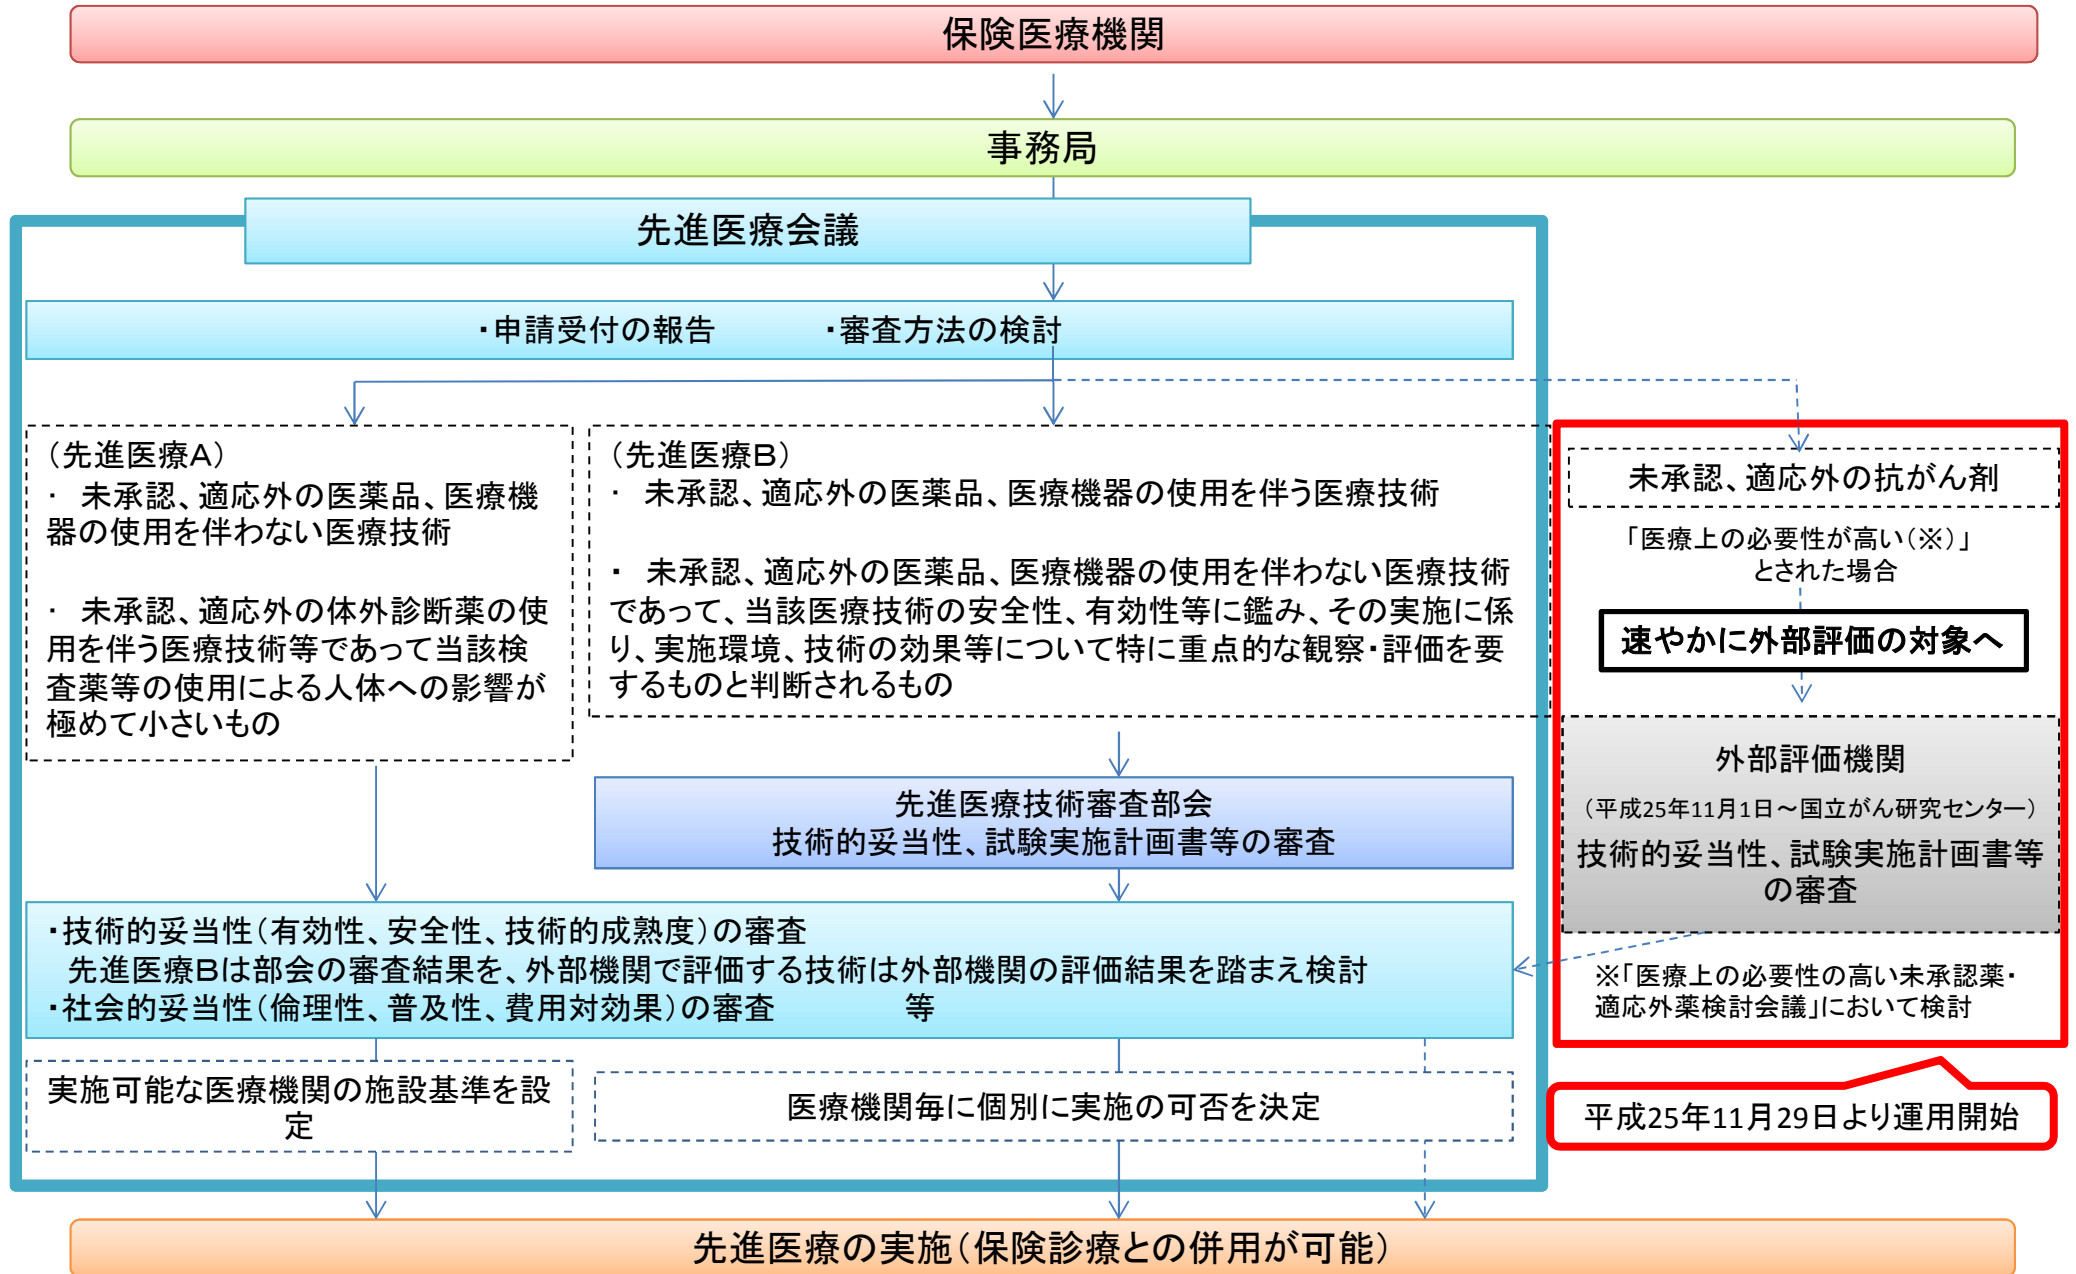 保険医療機関
事務局
先進医療会議
・申請受付の報告　　　　・審査方法の検討
（先進医療A）
・　未承認、適応外の医薬品、医療機
器の使用を伴わない医療技術
・　未承認、適応外の体外診断薬の使
用を伴う医療技術等であって当該検
査薬等の使用による人体への影響が
極めて小さいもの
（先進医療B）
・　未承認、適応外の医薬品、医療機器の使用を伴う医療技術
・　未承認、適応外の医薬品、医療機器の使用を伴わない医療技術
であって、当該医療技術の安全性、有効性等に鑑み、その実施に係
り、実施環境、技術の効果等について特に重点的な観察・評価を要
するものと判断されるもの
未承認、適応外の抗がん剤
「医療上の必要性が高い（※）」
とされた場合
速やかに外部評価の対象へ
外部評価機関
（平成25年11月1日～国立がん研究センター）
技術的妥当性、試験実施計画書等
の審査
※「医療上の必要性の高い未承認薬・
適応外薬検討会議」において検討
先進医療技術審査部会
技術的妥当性、試験実施計画書等の審査
・技術的妥当性（有効性、安全性、技術的成熟度）の審査
先進医療Bは部会の審査結果を、外部機関で評価する技術は外部機関の評価結果を踏まえ検討
・社会的妥当性（倫理性、普及性、費用対効果）の審査　　　　等
実施可能な医療機関の施設基準を設
定
医療機関毎に個別に実施の可否を決定
平成25年11月29日より運用開始
先進医療の実施（保険診療との併用が可能）